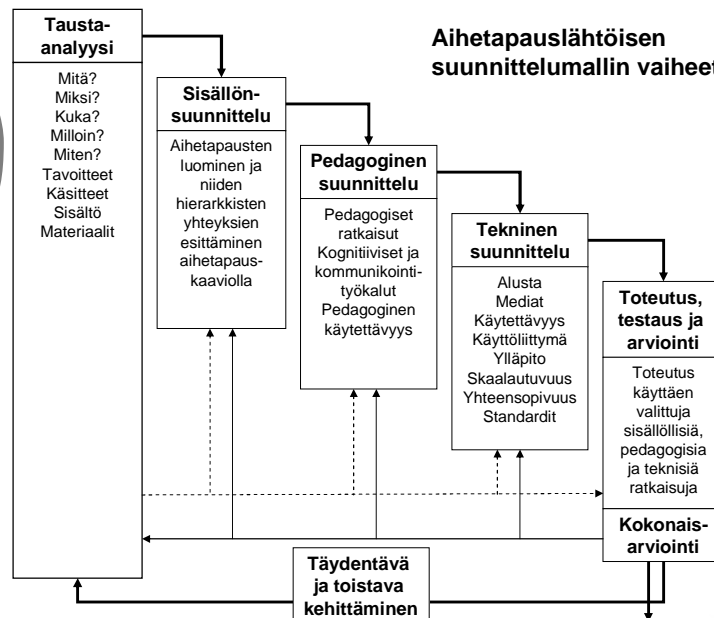 Aihetapauslähtöisen
suunnittelumallin vaiheet
Tausta-
analyysi
Mitä?
Miksi?
Kuka?
Milloin?
Miten?
Tavoitteet
Käsitteet
Sisältö
Materiaalit
Sisällön-
suunnittelu
Aihetapausten
luominen ja
niiden
hierarkkisten
yhteyksien
esittäminen
aihetapaus-
kaaviolla
Pedagoginen
suunnittelu
Pedagogiset
ratkaisut
Kognitiiviset ja
kommunikointi-
työkalut
Pedagoginen
käytettävyys
Tekninen
suunnittelu
Alusta
Mediat
Käytettävyys
Käyttöliittymä
Ylläpito
Skaalautuvuus
Yhteensopivuus
Standardit
Toteutus,
testaus ja
arviointi
Toteutus
käyttäen
valittuja
sisällöllisiä,
pedagogisia
ja teknisiä
ratkaisuja
Kokonais-
arviointi
Täydentävä
ja toistava
kehittäminen